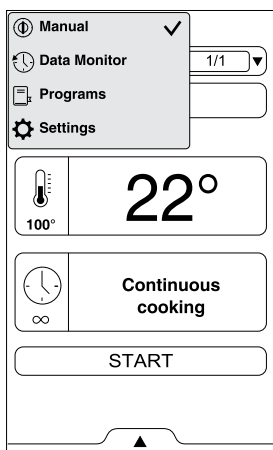 Manual
Data Monitor
1/1
Programs
Settings
100°
22°
∞
Continuous
cooking
START